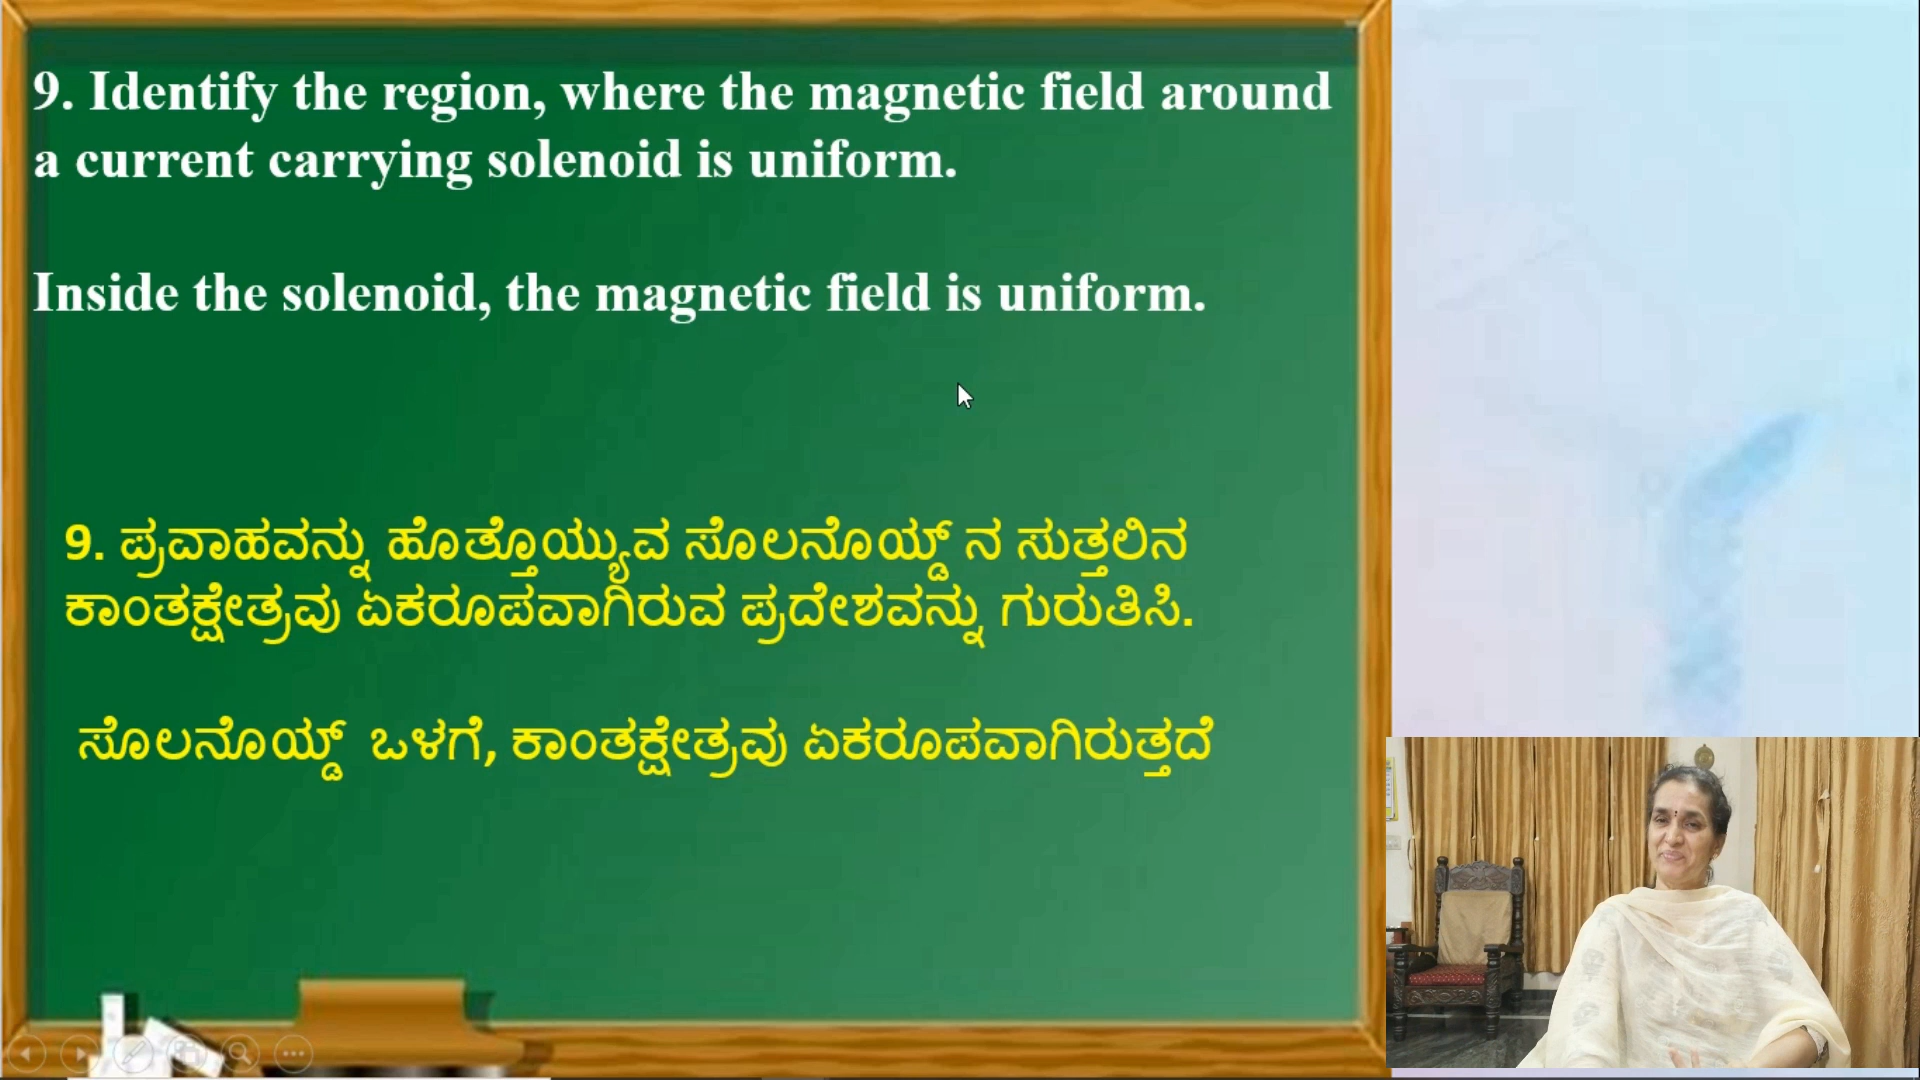 9. Identify the region, where the magnetic field around
a current carrying solenoid is uniform.
Inside the solenoid, the magnetic field is uniform.
9. ಪ್ರವಾಹವನ್ನು ಹೊತ್ತೊಯ್ಯುವ ಸೊಲನೊಯ್ಡ್ ನ ಸುತ್ತಲಿನ
ಕಾಂತಕ್ಷೇತ್ರವು ಏಕರೂಪವಾಗಿರುವ ಪ್ರದೇಶವನ್ನು ಗುರುತಿಸಿ.
ಸೊಲನೊಯ್ಡ್ ಒಳಗೆ, ಕಾಂತಕ್ಷೇತ್ರವು ಏಕರೂಪವಾಗಿರುತ್ತದೆ